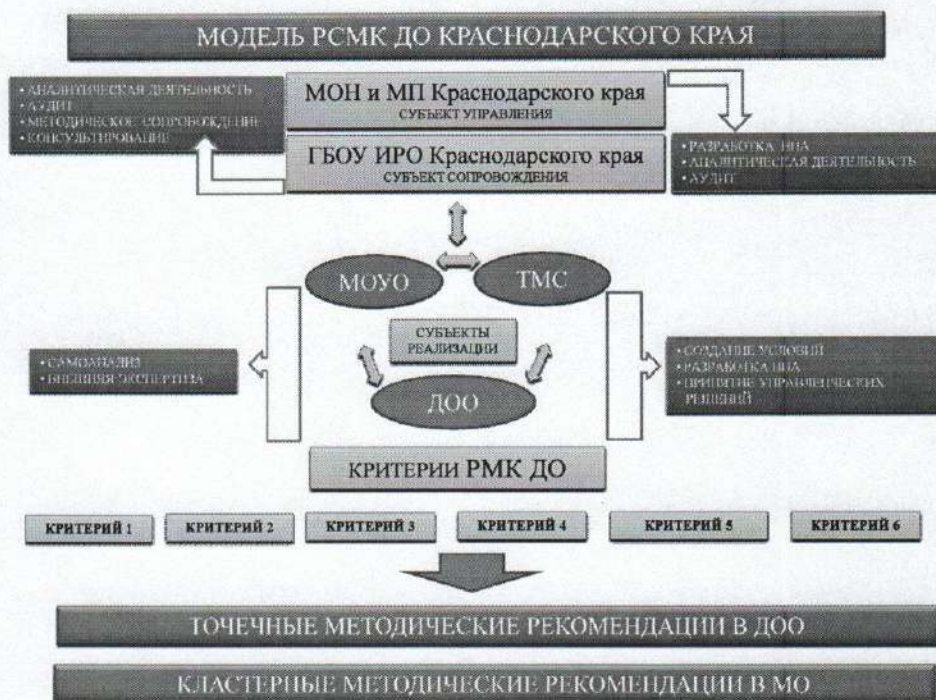 МОДЕЛЬ РСМК ДО КРАСНОДАРСКОГО КРАЯ
• АНАЛИТИЧЕСКАЯ ДЕЯТЕЛЬНОСТЬ
• АУДИТ
• МЕТОДИЧЕСКОЕ СОПРОВОЖДЕНИЕ
• КОНСУЛЬТИРОВАНИЕ
МОН и МП Краснодарского края
СУБЪЕКТ УПРАВЛЕНИЯ
ГБОУ ИРО Краснодарского края
СУБЪЕКТ СОПРОВОЖДЕНИЯ
• РАЗРАБОТКА НПА
• АНАЛИТИЧЕСКАЯ ДЕЯТЕЛЬНОСТЬ
• АУДИТ
МОУО
ТМС
СУБЪЕКТЫ
РЕАЛИЗАЦИИ
ДОО
• САМОАНАЛИЗ
• ВНЕШНЯЯ ЭКСПЕРТИЗА
• СОЗДАНИЕ УСЛОВИЙ
• РАЗРАБОТКА НПА
• ПРИНЯТИЕ УПРАВЛЕНЧЕСКИХ
РЕШЕНИЙ
КРИТЕРИИ РМК ДО
КРИТЕРИЙ 1
КРИТЕРИЙ 2
КРИТЕРИЙ 3
КРИТЕРИЙ 4
КРИТЕРИЙ 5
КРИТЕРИЙ 6
ТОЧЕЧНЫЕ МЕТОДИЧЕСКИЕ РЕКОМЕНДАЦИИ В ДОО
КЛАСТЕРНЫЕ МЕТОДИЧЕСКИЕ РЕКОМЕНДАЦИИ В МО